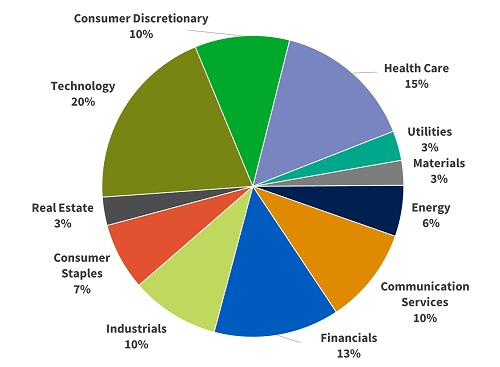 Consumer Discretionary
10%
Health Care
15%
Technology
20%
Utilities
3%
Materials
3%
Real Estate
3%
Energy
6%
Consumer
Staples
7%
Communication
Services
10%
Industrials
10%
Financials
13%